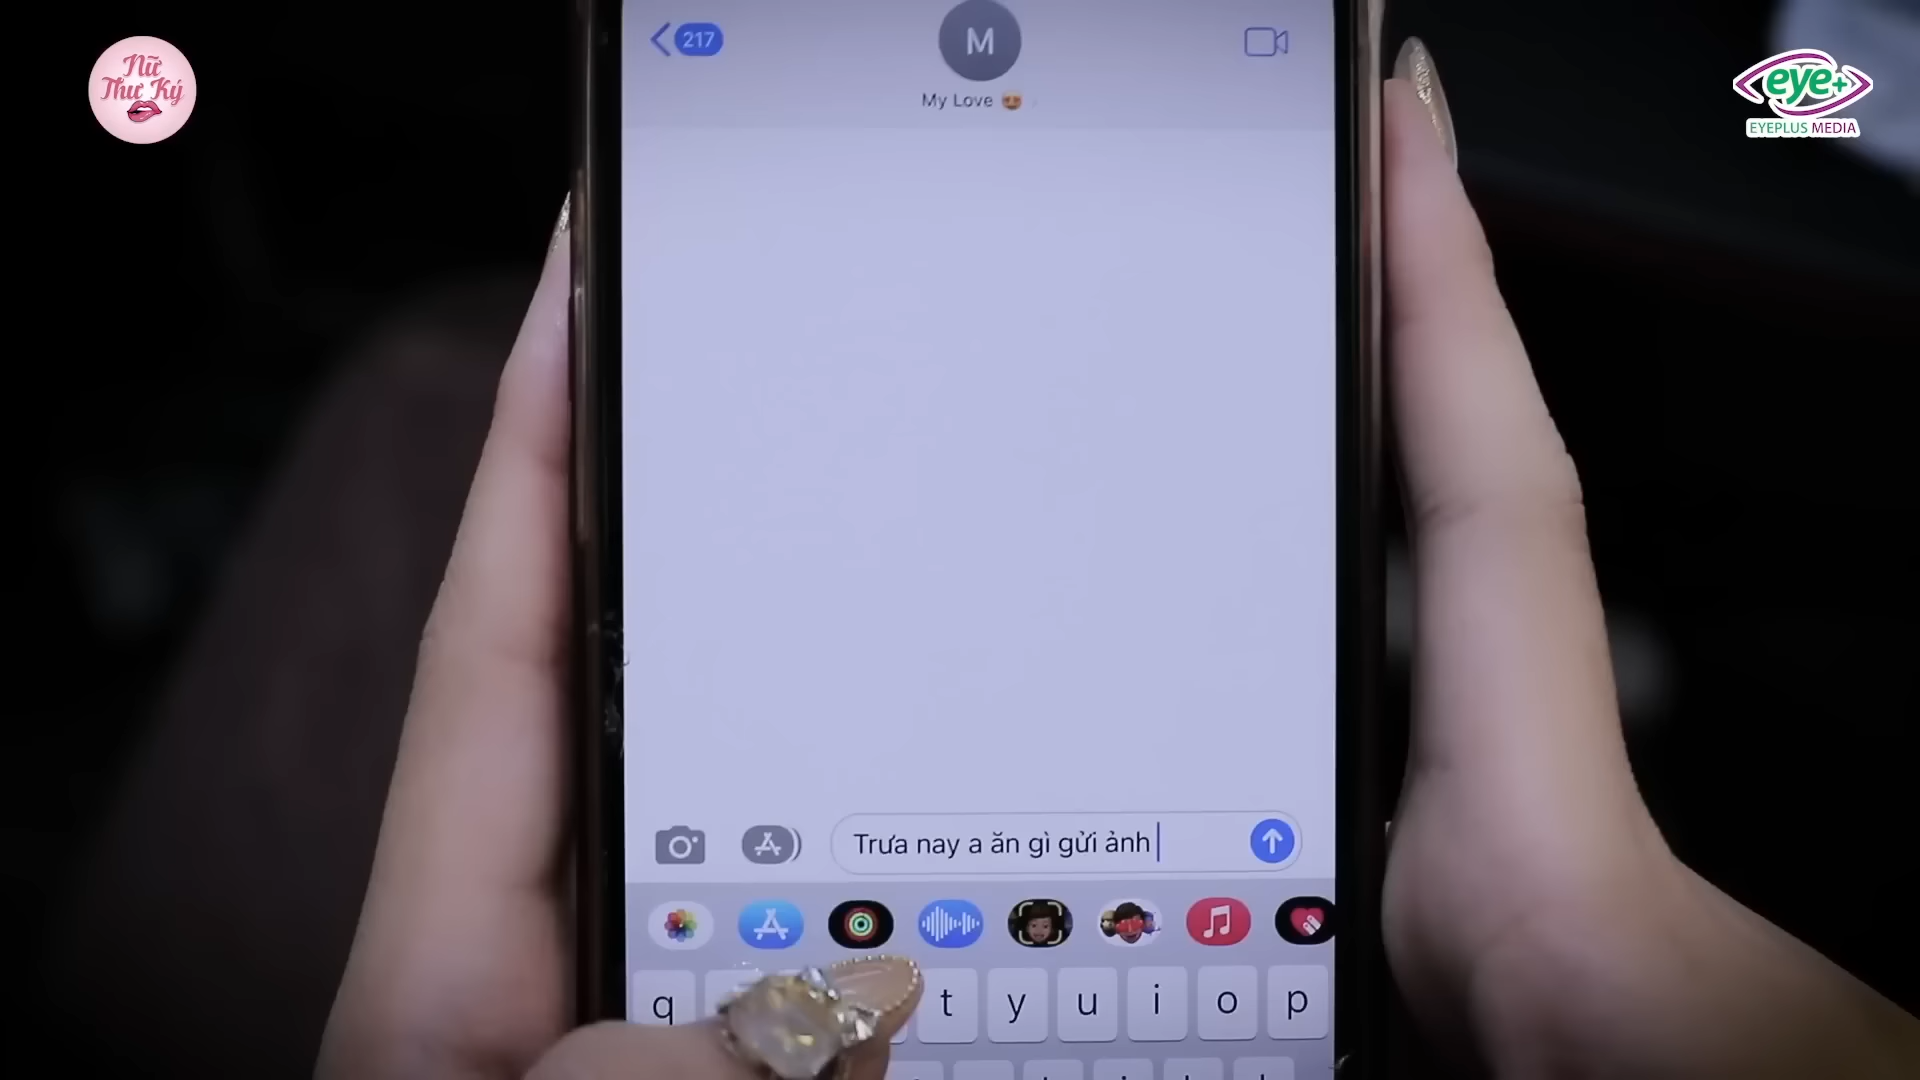 Nữ
Thư Ký
217
M
My Love 😍
eye+
EYEPLUS MEDIA
Trưa nay a ăn gì gửi ảnh
q t y u i o p